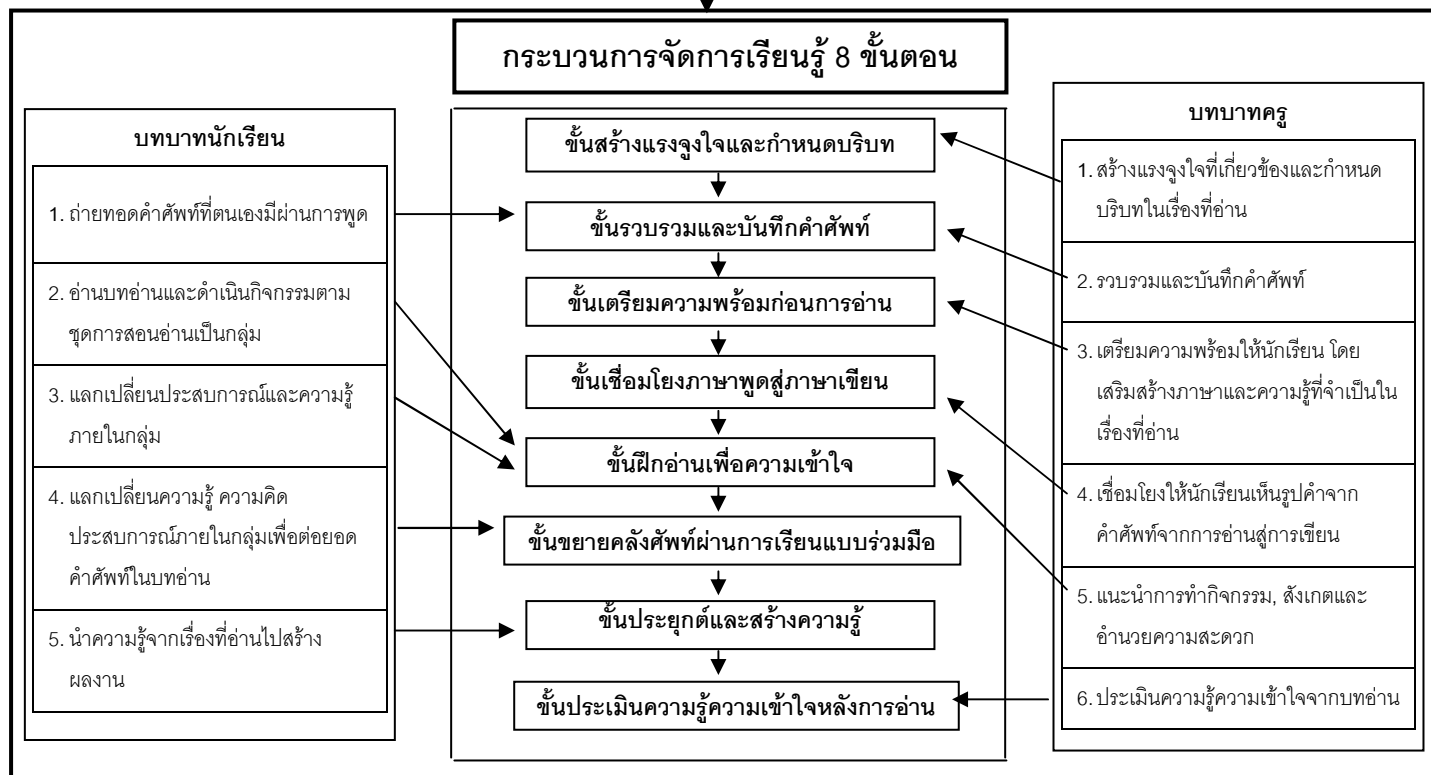 กระบวนการจัดการเรียนรู้ 8 ขั้นตอน
บทบาทนักเรียน
1. ถ่ายทอดคำศัพท์ที่ตนเองมีผ่านการพูด
2. อ่านบทอ่านและดำเนินกิจกรรมตาม
ชุดการสอนอ่านเป็นกลุ่ม
3. แลกเปลี่ยนประสบการณ์และความรู้
ภายในกลุ่ม
4. แลกเปลี่ยนความรู้ ความคิด
ประสบการณ์ภายในกลุ่มเพื่อต่อยอด
คำศัพท์ในบทอ่าน
5. นำความรู้จากเรื่องที่อ่านไปสร้าง
ผลงาน
ขั้นสร้างแรงจูงใจและกำหนดบริบท
ขั้นรวบรวมและบันทึกคำศัพท์
ขั้นเตรียมความพร้อมก่อนการอ่าน
ขั้นเชื่อมโยงภาษาพูดสู่ภาษาเขียน
ขั้นฝึกอ่านเพื่อความเข้าใจ
ขั้นขยายคลังศัพท์ผ่านการเรียนแบบร่วมมือ
ขั้นประยุกต์และสร้างความรู้
ขั้นประเมินความรู้ความเข้าใจหลังการอ่าน
บทบาทครู
1. สร้างแรงจูงใจที่เกี่ยวข้องและกำหนด
บริบทในเรื่องที่อ่าน
2. รวบรวมและบันทึกคำศัพท์
3. เตรียมความพร้อมให้นักเรียน โดย
เสริมสร้างภาษาและความรู้ที่จำเป็นใน
เรื่องที่อ่าน
4. เชื่อมโยงให้นักเรียนเห็นรูปคำจาก
คำศัพท์จากการอ่านสู่การเขียน
5. แนะนำการทำกิจกรรม, สังเกตและ
อำนวยความสะดวก
6. ประเมินความรู้ความเข้าใจจากบทอ่าน